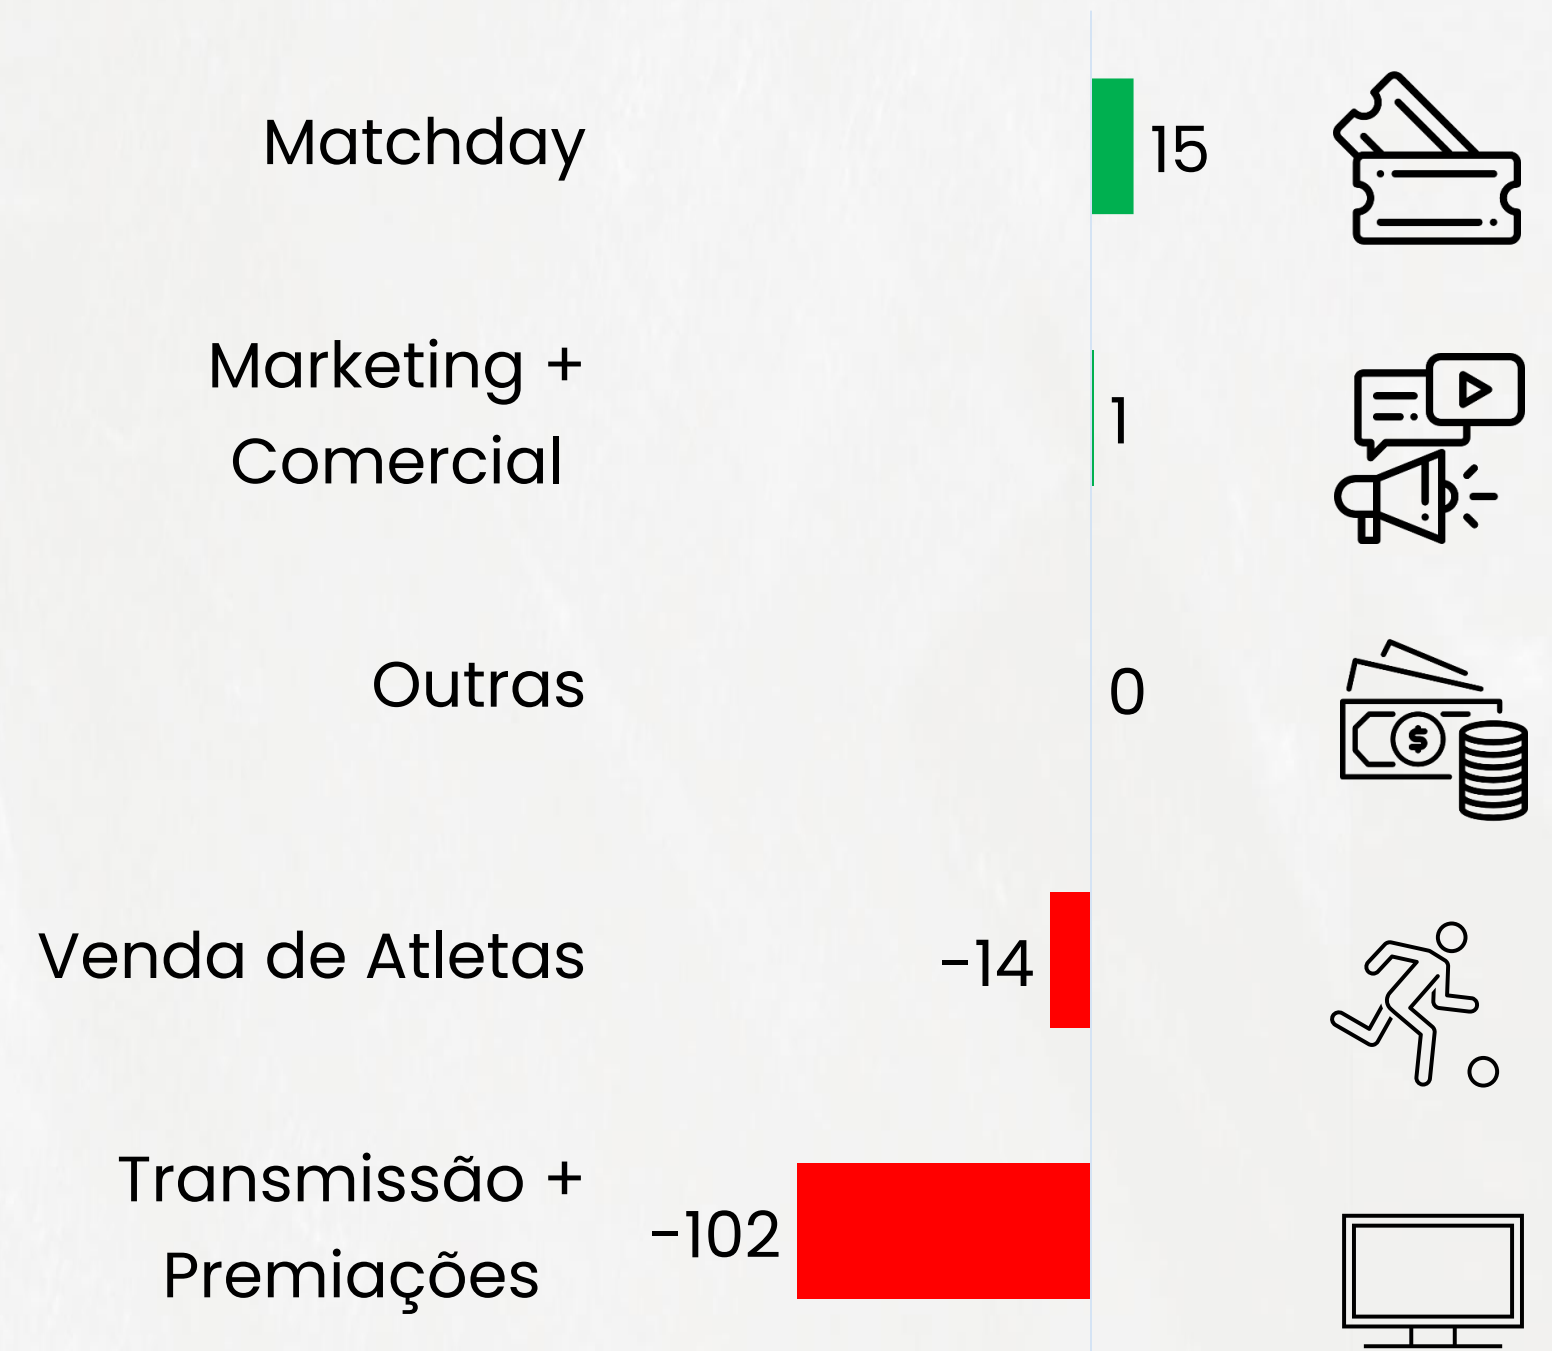 Matchday
15
Marketing +
Comercial
1
Outras
0
$
Venda de Atletas
-14
Transmissão +
Premiações
-102